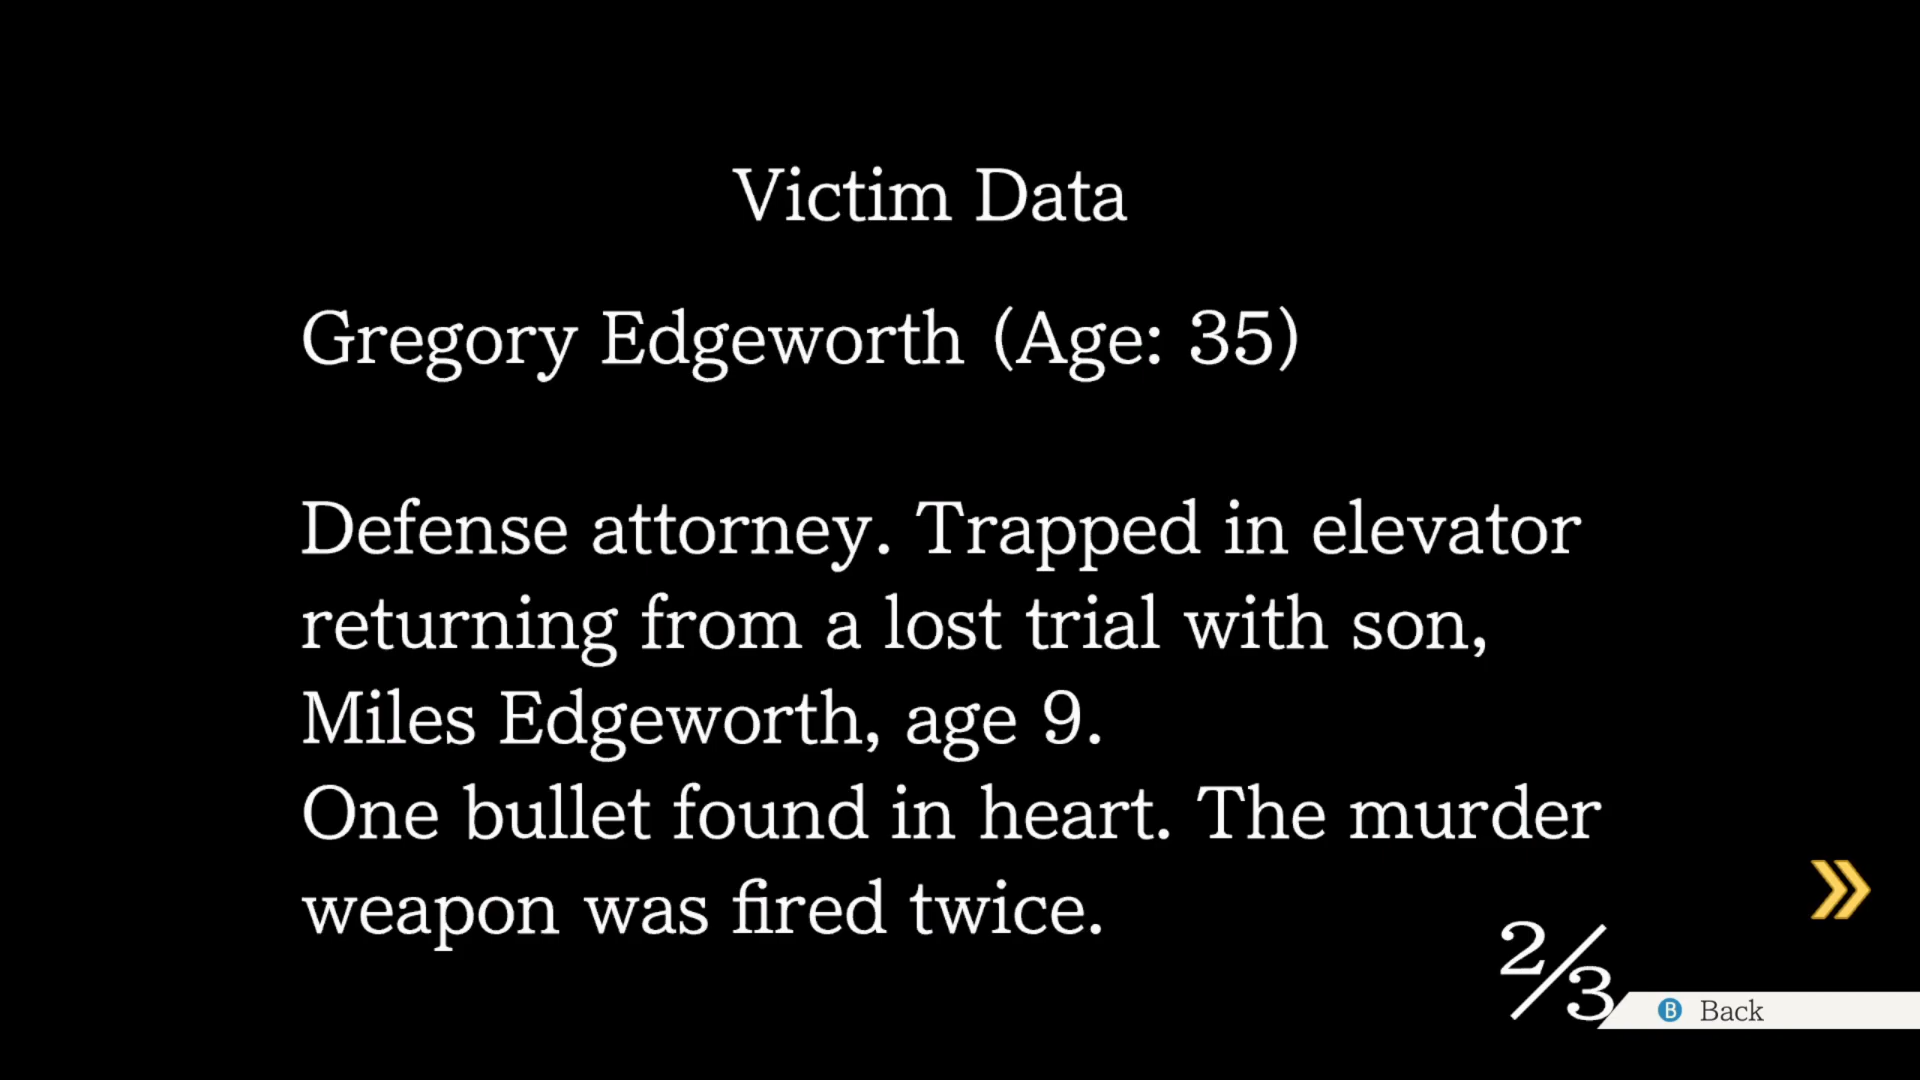 Victim Data
Gregory Edgeworth (Age: 35)
Defense attorney. Trapped in elevator
returning from a lost trial with son,
Miles Edgeworth, age 9.
One bullet found in heart. The murder
weapon was fired twice.
2/3
B Back